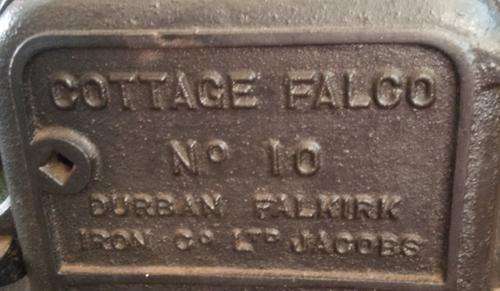 COTTAGE FALCO
Nº 10
DURBAN FALKIRK
IRON Cº LTD JACOBS